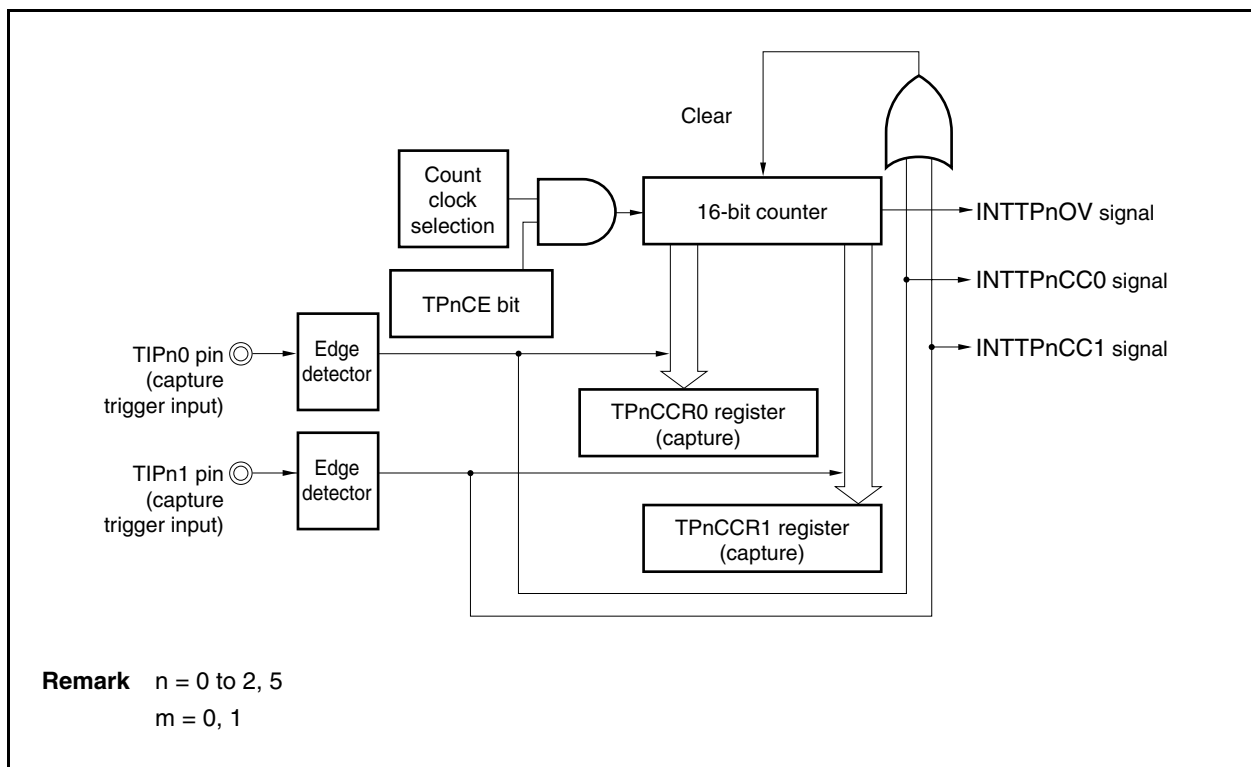 Clear
Count
clock
selection
16-bit counter
INTTPnOV signal
TPnCE bit
INTTPnCC0 signal
TIPn0 pin
(capture
trigger input)
Edge
detector
INTTPnCC1 signal
TPnCCR0 register
(capture)
TIPn1 pin
(capture
trigger input)
Edge
detector
TPnCCR1 register
(capture)
Remark n = 0 to 2, 5
m = 0, 1